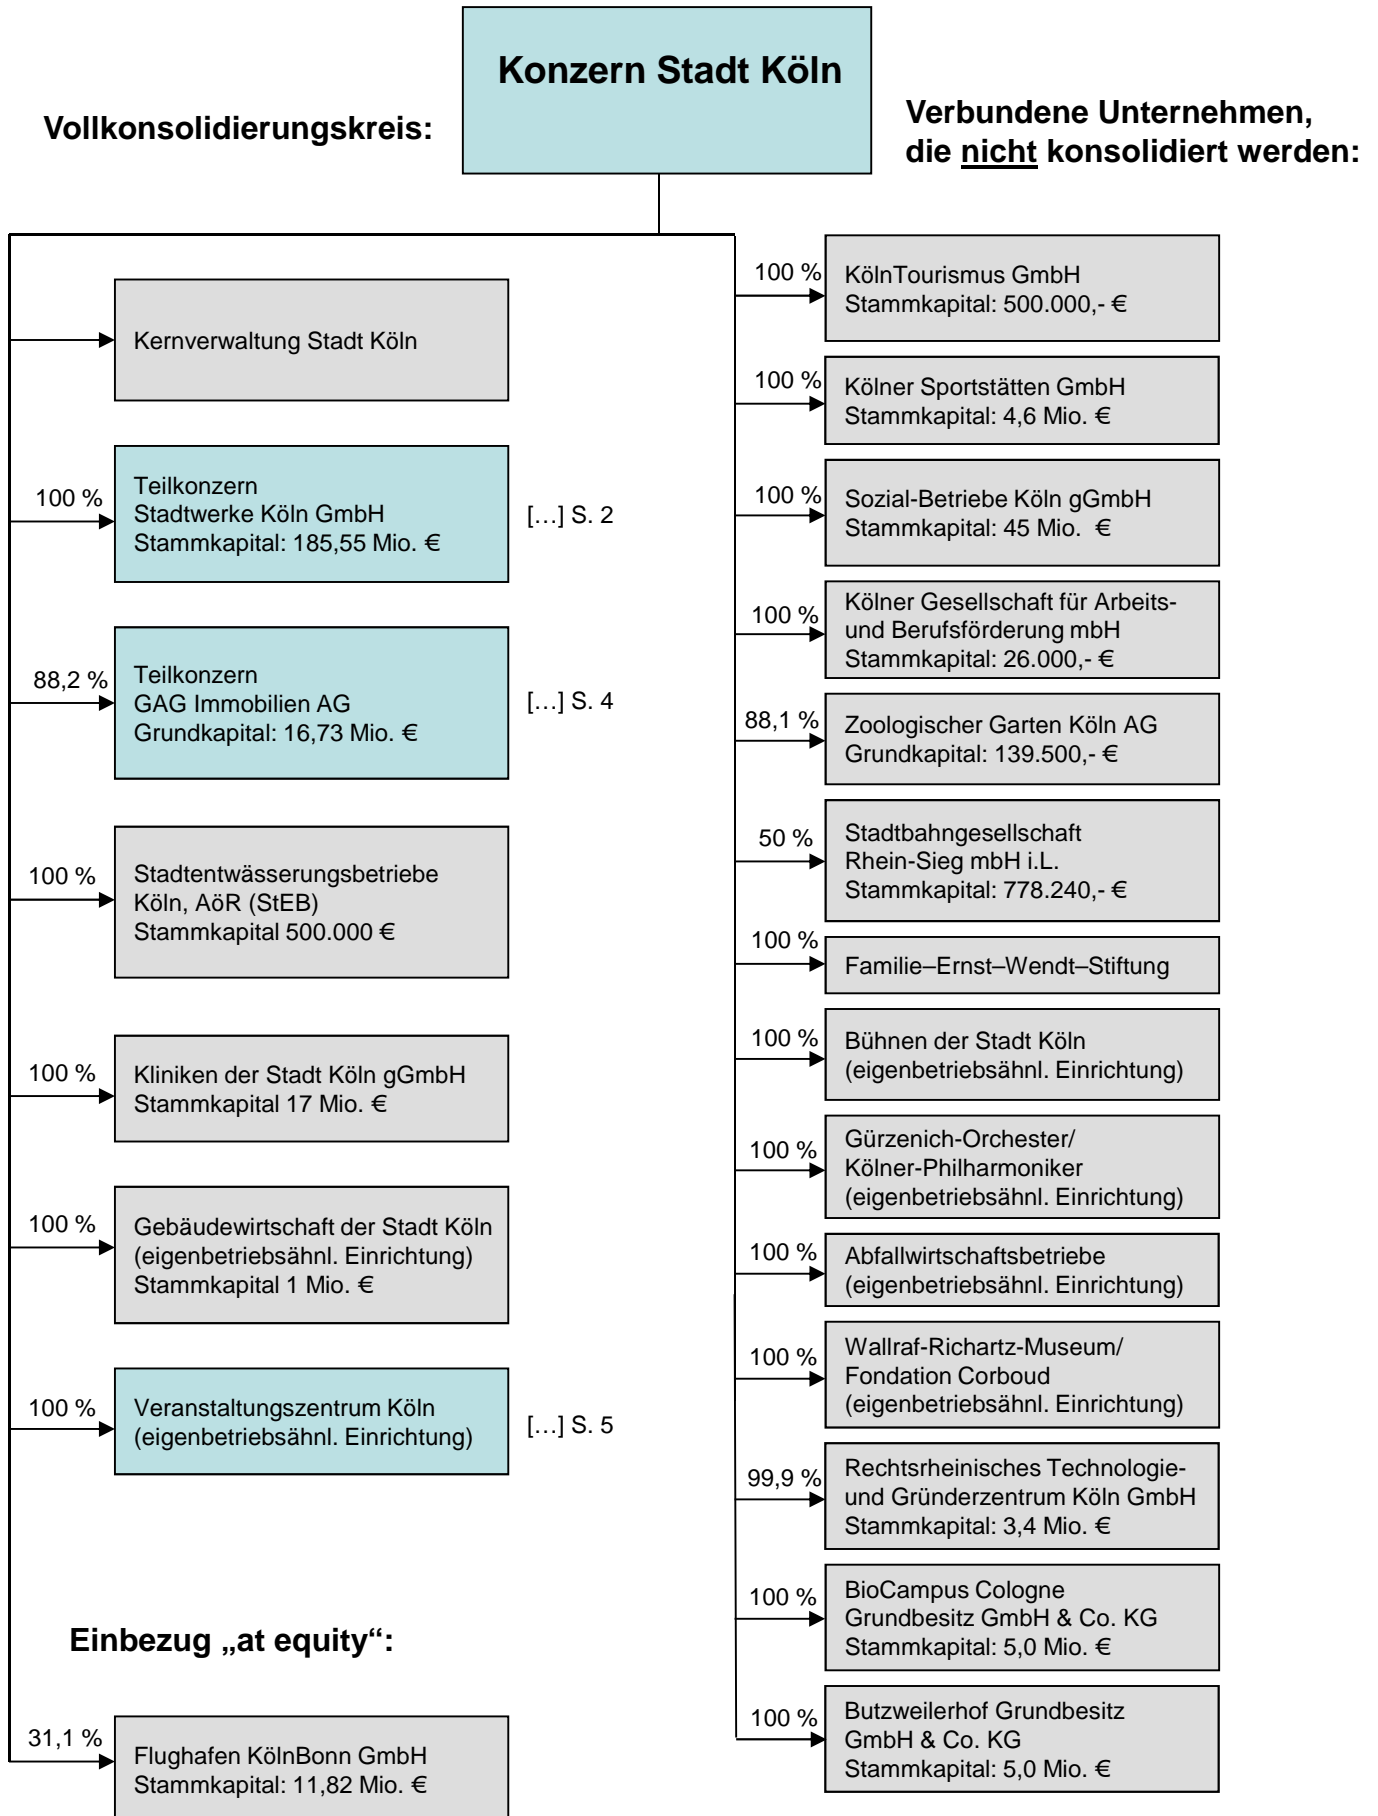 Konzern Stadt Köln
Vollkonsolidierungskreis:
Verbundene Unternehmen,
die nicht konsolidiert werden:
Kernverwaltung Stadt Köln
100 %
Teilkonzern
Stadtwerke Köln GmbH
Stammkapital: 185,55 Mio. €
[…] S. 2
88,2 %
Teilkonzern
GAG Immobilien AG
Grundkapital: 16,73 Mio. €
[…] S. 4
100 %
Stadtentwässerungsbetriebe
Köln, AöR (StEB)
Stammkapital 500.000 €
100 %
Kliniken der Stadt Köln gGmbH
Stammkapital 17 Mio. €
100 %
Gebäudewirtschaft der Stadt Köln
(eigenbetriebsähnl. Einrichtung)
Stammkapital 1 Mio. €
100 %
Veranstaltungszentrum Köln
(eigenbetriebsähnl. Einrichtung)
[…] S. 5
Einbezug „at equity“:
31,1 %
Flughafen KölnBonn GmbH
Stammkapital: 11,82 Mio. €
100 %
KölnTourismus GmbH
Stammkapital: 500.000,- €
100 %
Kölner Sportstätten GmbH
Stammkapital: 4,6 Mio. €
100 %
Sozial-Betriebe Köln gGmbH
Stammkapital: 45 Mio. €
100 %
Kölner Gesellschaft für Arbeits-
und Berufsförderung mbH
Stammkapital: 26.000,- €
88,1 %
Zoologischer Garten Köln AG
Grundkapital: 139.500,- €
50 %
Stadtbahngesellschaft
Rhein-Sieg mbH i.L.
Stammkapital: 778.240,- €
100 %
Familie–Ernst–Wendt–Stiftung
100 %
Bühnen der Stadt Köln
(eigenbetriebsähnl. Einrichtung)
100 %
Gürzenich-Orchester/
Kölner-Philharmoniker
(eigenbetriebsähnl. Einrichtung)
100 %
Abfallwirtschaftsbetriebe
(eigenbetriebsähnl. Einrichtung)
100 %
Wallraf-Richartz-Museum/
Fondation Corboud
(eigenbetriebsähnl. Einrichtung)
99,9 %
Rechtsrheinisches Technologie-
und Gründerzentrum Köln GmbH
Stammkapital: 3,4 Mio. €
100 %
BioCampus Cologne
Grundbesitz GmbH & Co. KG
Stammkapital: 5,0 Mio. €
100 %
Butzweilerhof Grundbesitz
GmbH & Co. KG
Stammkapital: 5,0 Mio. €